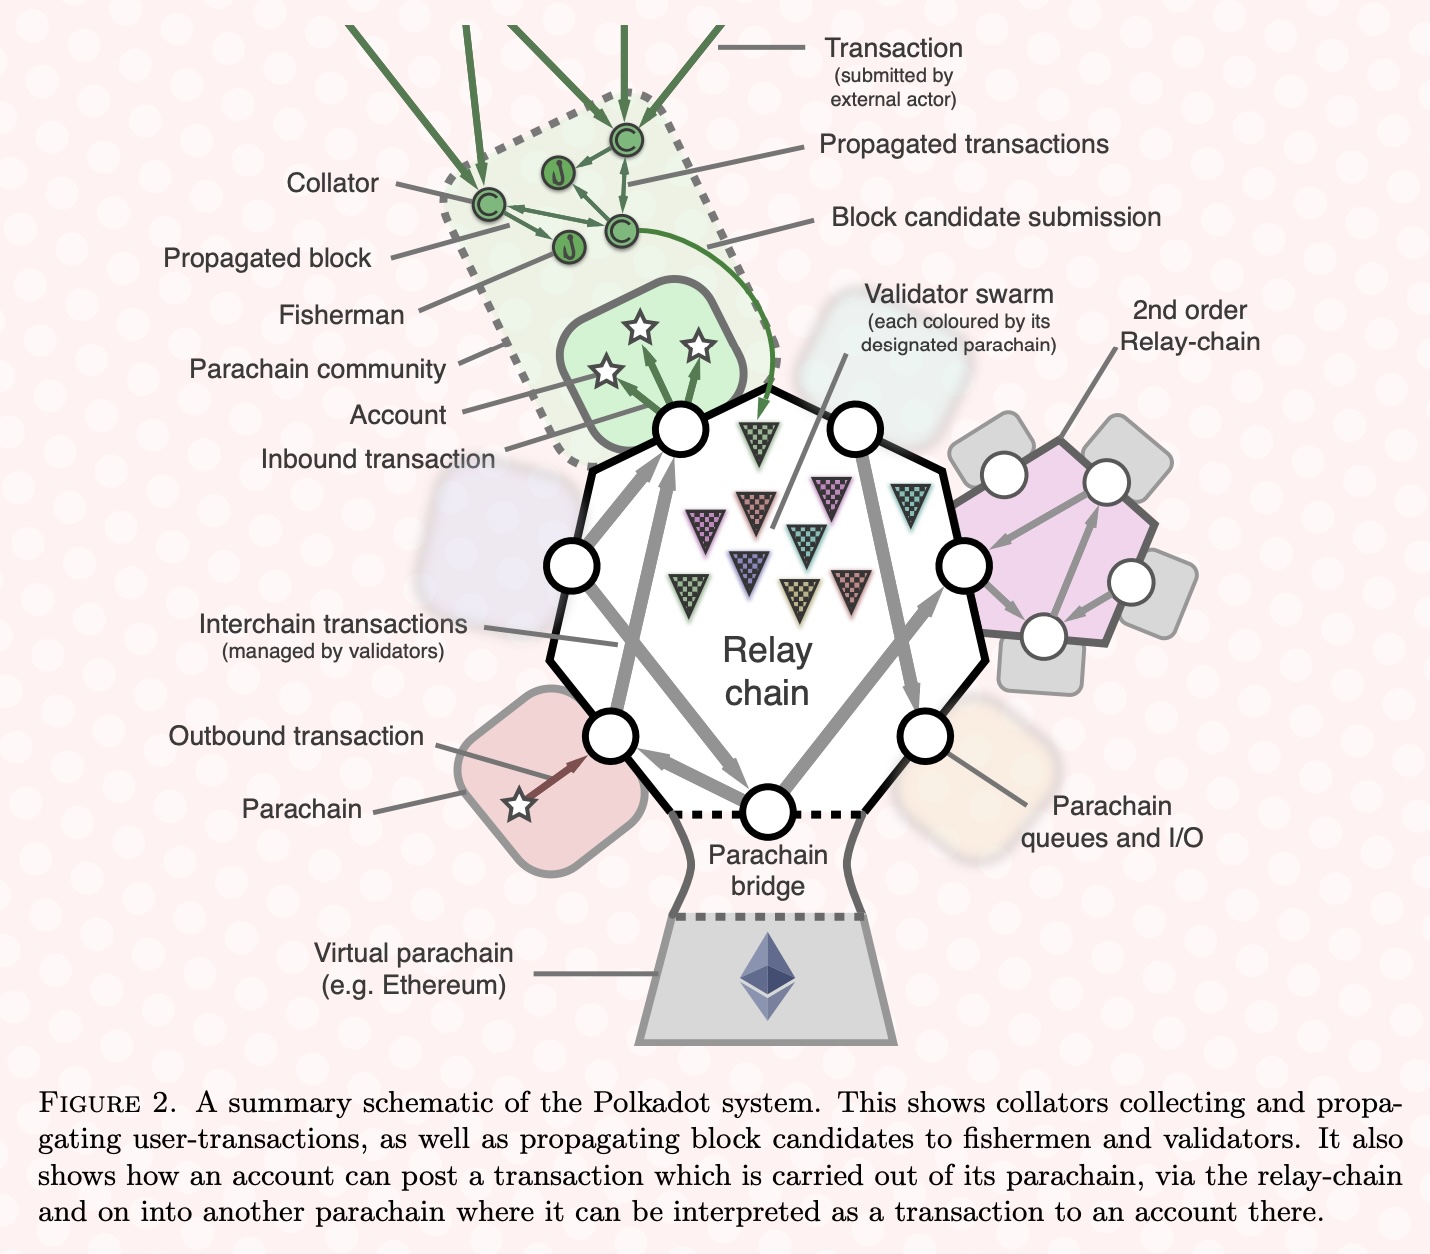 Transaction
(submitted by
external actor)
Propagated transactions
Collator
Block candidate submission
Propagated block
Validator swarm
(each coloured by its
designated parachain)
2nd order
Relay-chain
Fisherman
Parachain community
Account
Inbound transaction
Interchain transactions
(managed by validators)
Relay
chain
Outbound transaction
Parachain
Parachain
queues and I/O
Parachain
bridge
Virtual parachain
(e.g. Ethereum)
C
C
C
FIGURE 2. A summary schematic of the Polkadot system. This shows collators collecting and propa-
gating user-transactions, as well as propagating block candidates to fishermen and validators. It also
shows how an account can post a transaction which is carried out of its parachain, via the relay-chain
and on into another parachain where it can be interpreted as a transaction to an account there.